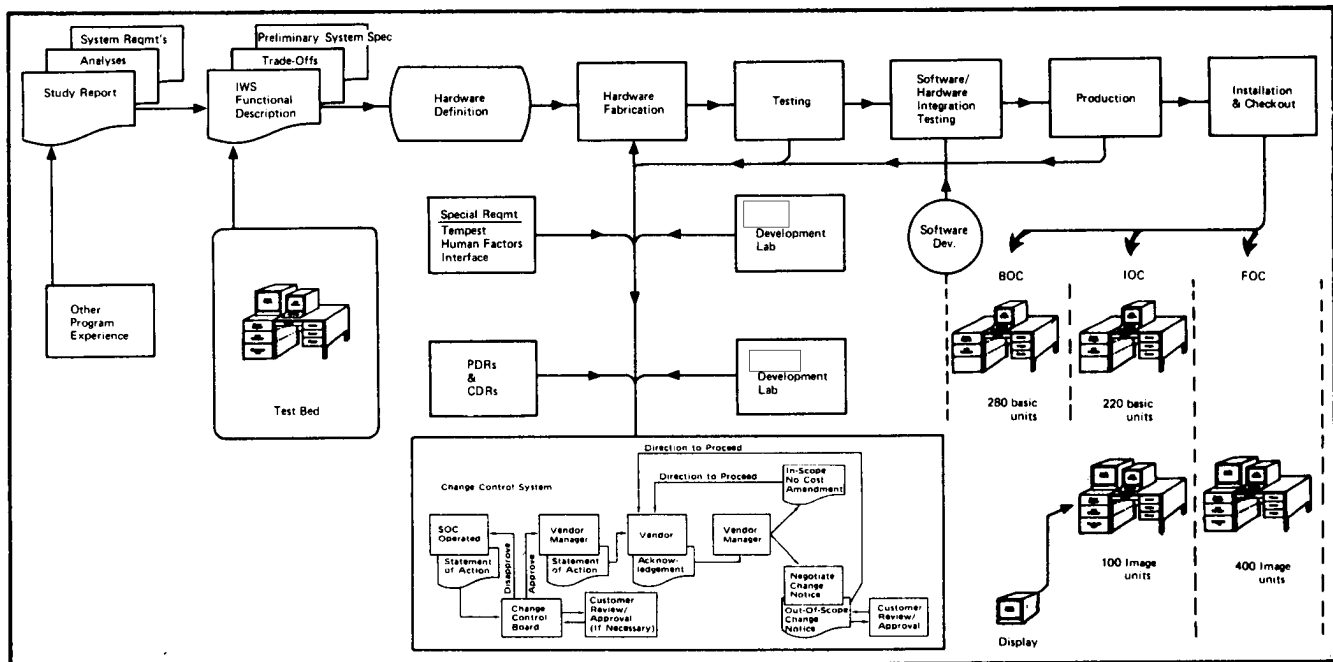 System Reqmt's
Analyses
Study Report
Preliminary System Spec
Trade-Offs
IWS
Functional
Description
Hardware
Definition
Hardware
Fabrication
Testing
Software/
Hardware
Integration
Testing
Production
Installation
& Checkout
Special Reqmt
Tempest
Human Factors
Interface
Development
Lab
Software
Dev.
Other
Program
Experience
Test Bed
PDRs
&
CDRs
Development
Lab
BOC
IOC
FOC
280 basic
units
220 basic
units
100 Image
units
400 Image
units
Display
Change Control System
Direction to Proceed
Direction to Proceed
In-Scope
No Cost
Amendment
SOC
Operated
Statement
of Action
Disapprove
Approve
Vendor
Manager
Statement
of Action
Vendor
Acknow-
ledgement
Vendor
Manager
Negotiate
Change
Notice
Out-Of-Scope
Change
Notice
Customer
Review/
Approval
Change
Control
Board
Customer
Review/
Approval
(If Necessary)